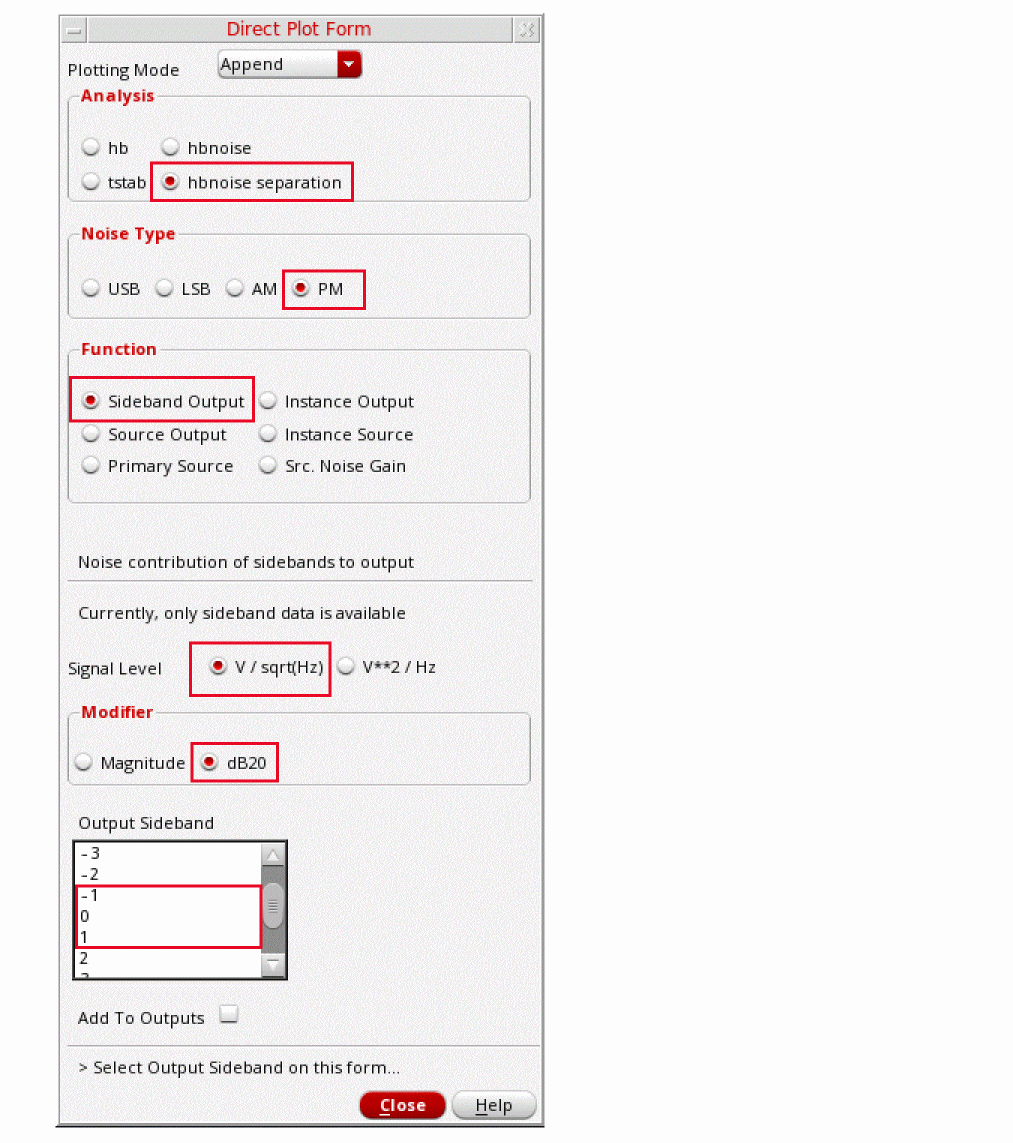 Direct Plot Form
Plotting Mode Append
Analysis
hb hbnoise
tstab hbnoise separation
Noise Type
USB LSB AM PM
Function
Sideband Output Instance Output
Source Output Instance Source
Primary Source Src. Noise Gain
Noise contribution of sidebands to output
Currently, only sideband data is available
Signal Level V / sqrt(Hz) V**2 / Hz
Modifier
Magnitude dB20
Output Sideband
-3
-2
-1
0
1
2
Add To Outputs
> Select Output Sideband on this form...
Close Help